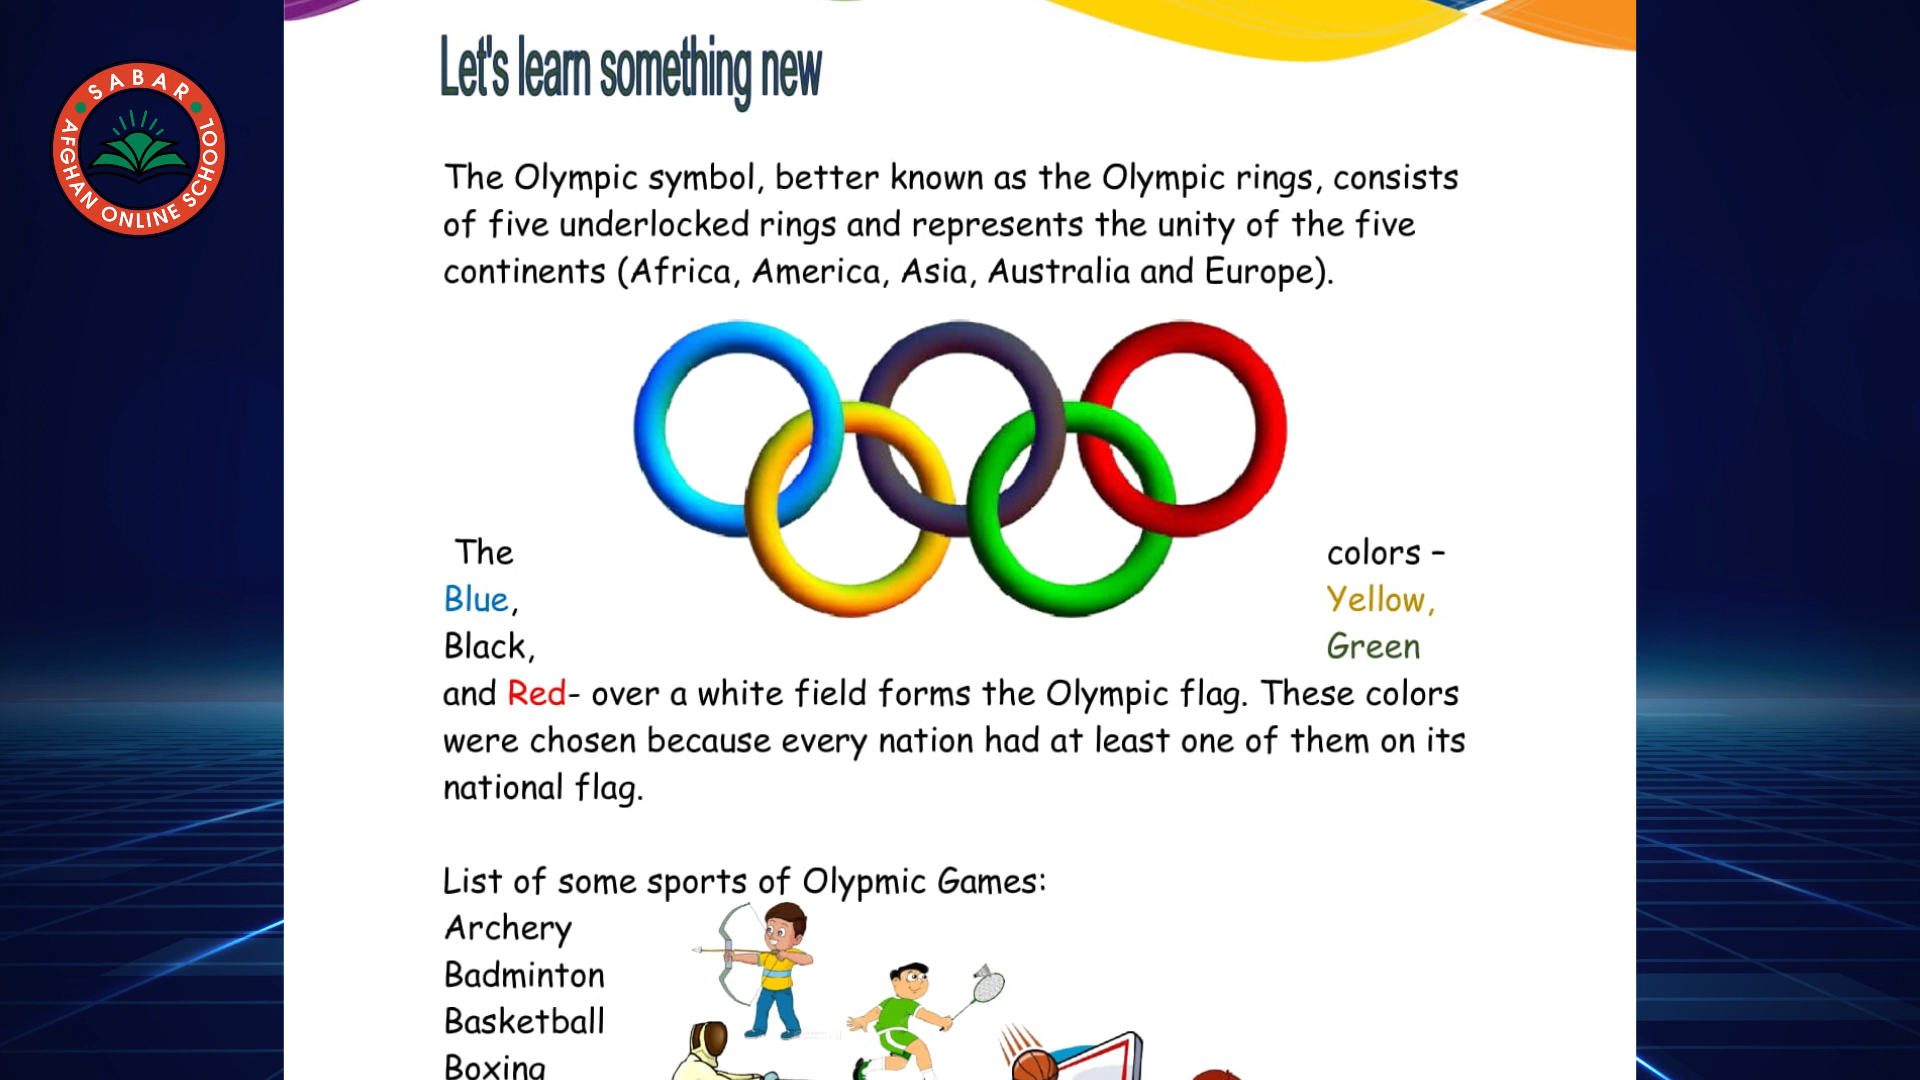 SABAR
AFGHAN ONLINE SCHOOL
Let's learn something new
The Olympic symbol, better known as the Olympic rings, consists
of five underlocked rings and represents the unity of the five
continents (Africa, America, Asia, Australia and Europe).
The colors –
Blue, Yellow,
Black, Green
and Red- over a white field forms the Olympic flag. These colors
were chosen because every nation had at least one of them on its
national flag.
List of some sports of Olypmic Games:
Archery
Badminton
Basketball
Boxing